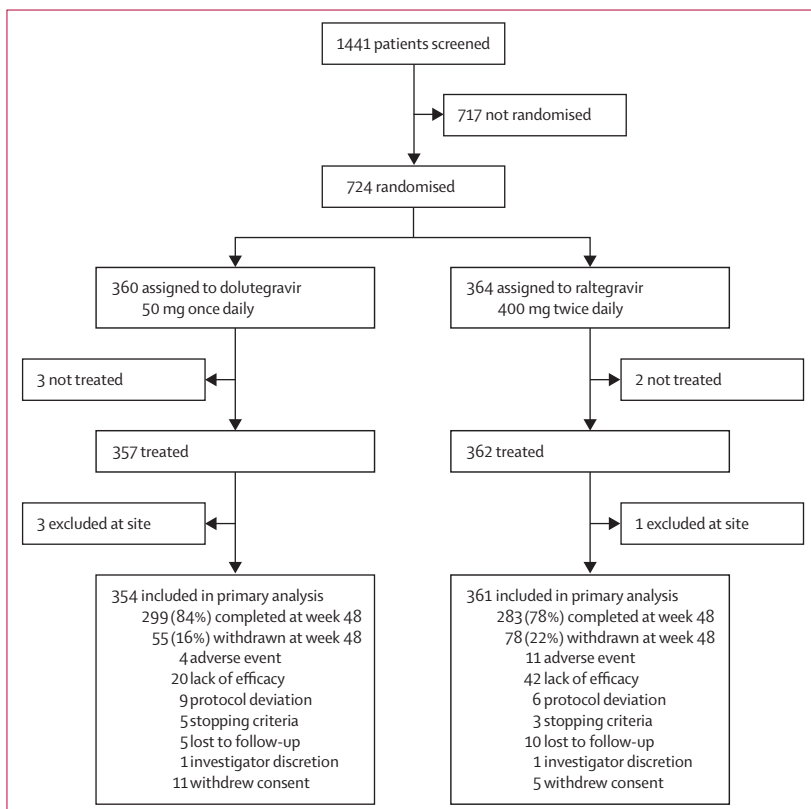 1441 patients screened
717 not randomised
724 randomised
360 assigned to dolutegravir
50 mg once daily
364 assigned to raltegravir
400 mg twice daily
3 not treated
2 not treated
357 treated
362 treated
3 excluded at site
1 excluded at site
354 included in primary analysis
299 (84%) completed at week 48
55 (16%) withdrawn at week 48
4 adverse event
20 lack of efficacy
9 protocol deviation
5 stopping criteria
5 lost to follow-up
1 investigator discretion
11 withdrew consent
361 included in primary analysis
283 (78%) completed at week 48
78 (22%) withdrawn at week 48
11 adverse event
42 lack of efficacy
6 protocol deviation
3 stopping criteria
10 lost to follow-up
1 investigator discretion
5 withdrew consent